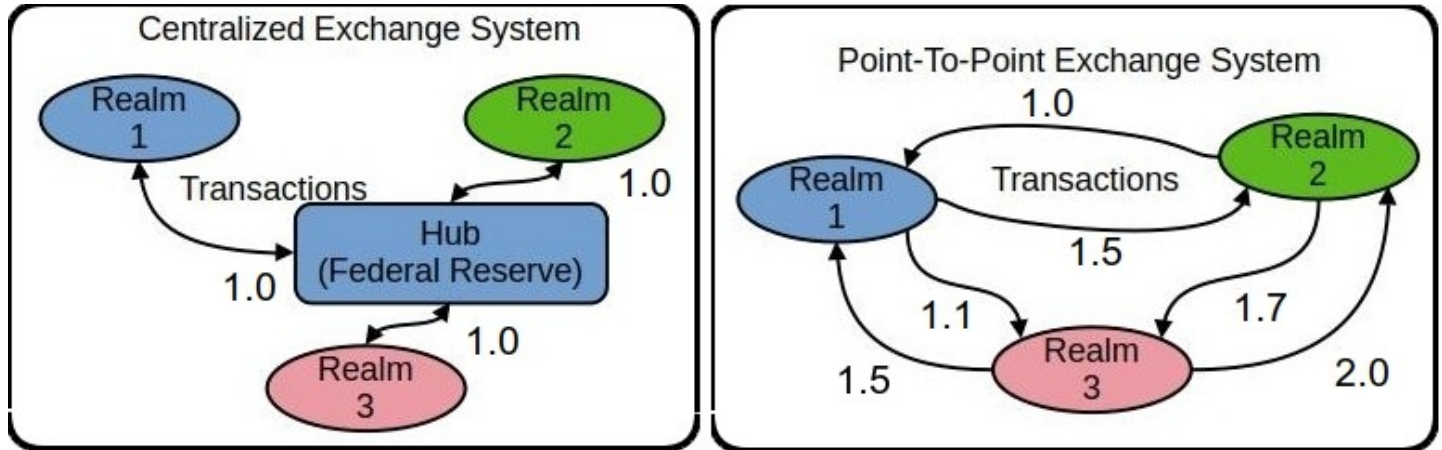 Centralized Exchange System
Realm
1
Realm
2
Transactions
1.0
Hub
(Federal Reserve)
1.0
1.0
Realm
3
Point-To-Point Exchange System
1.0
Realm
2
Realm
1
Transactions
1.5
1.1
1.7
Realm
3
1.5
2.0